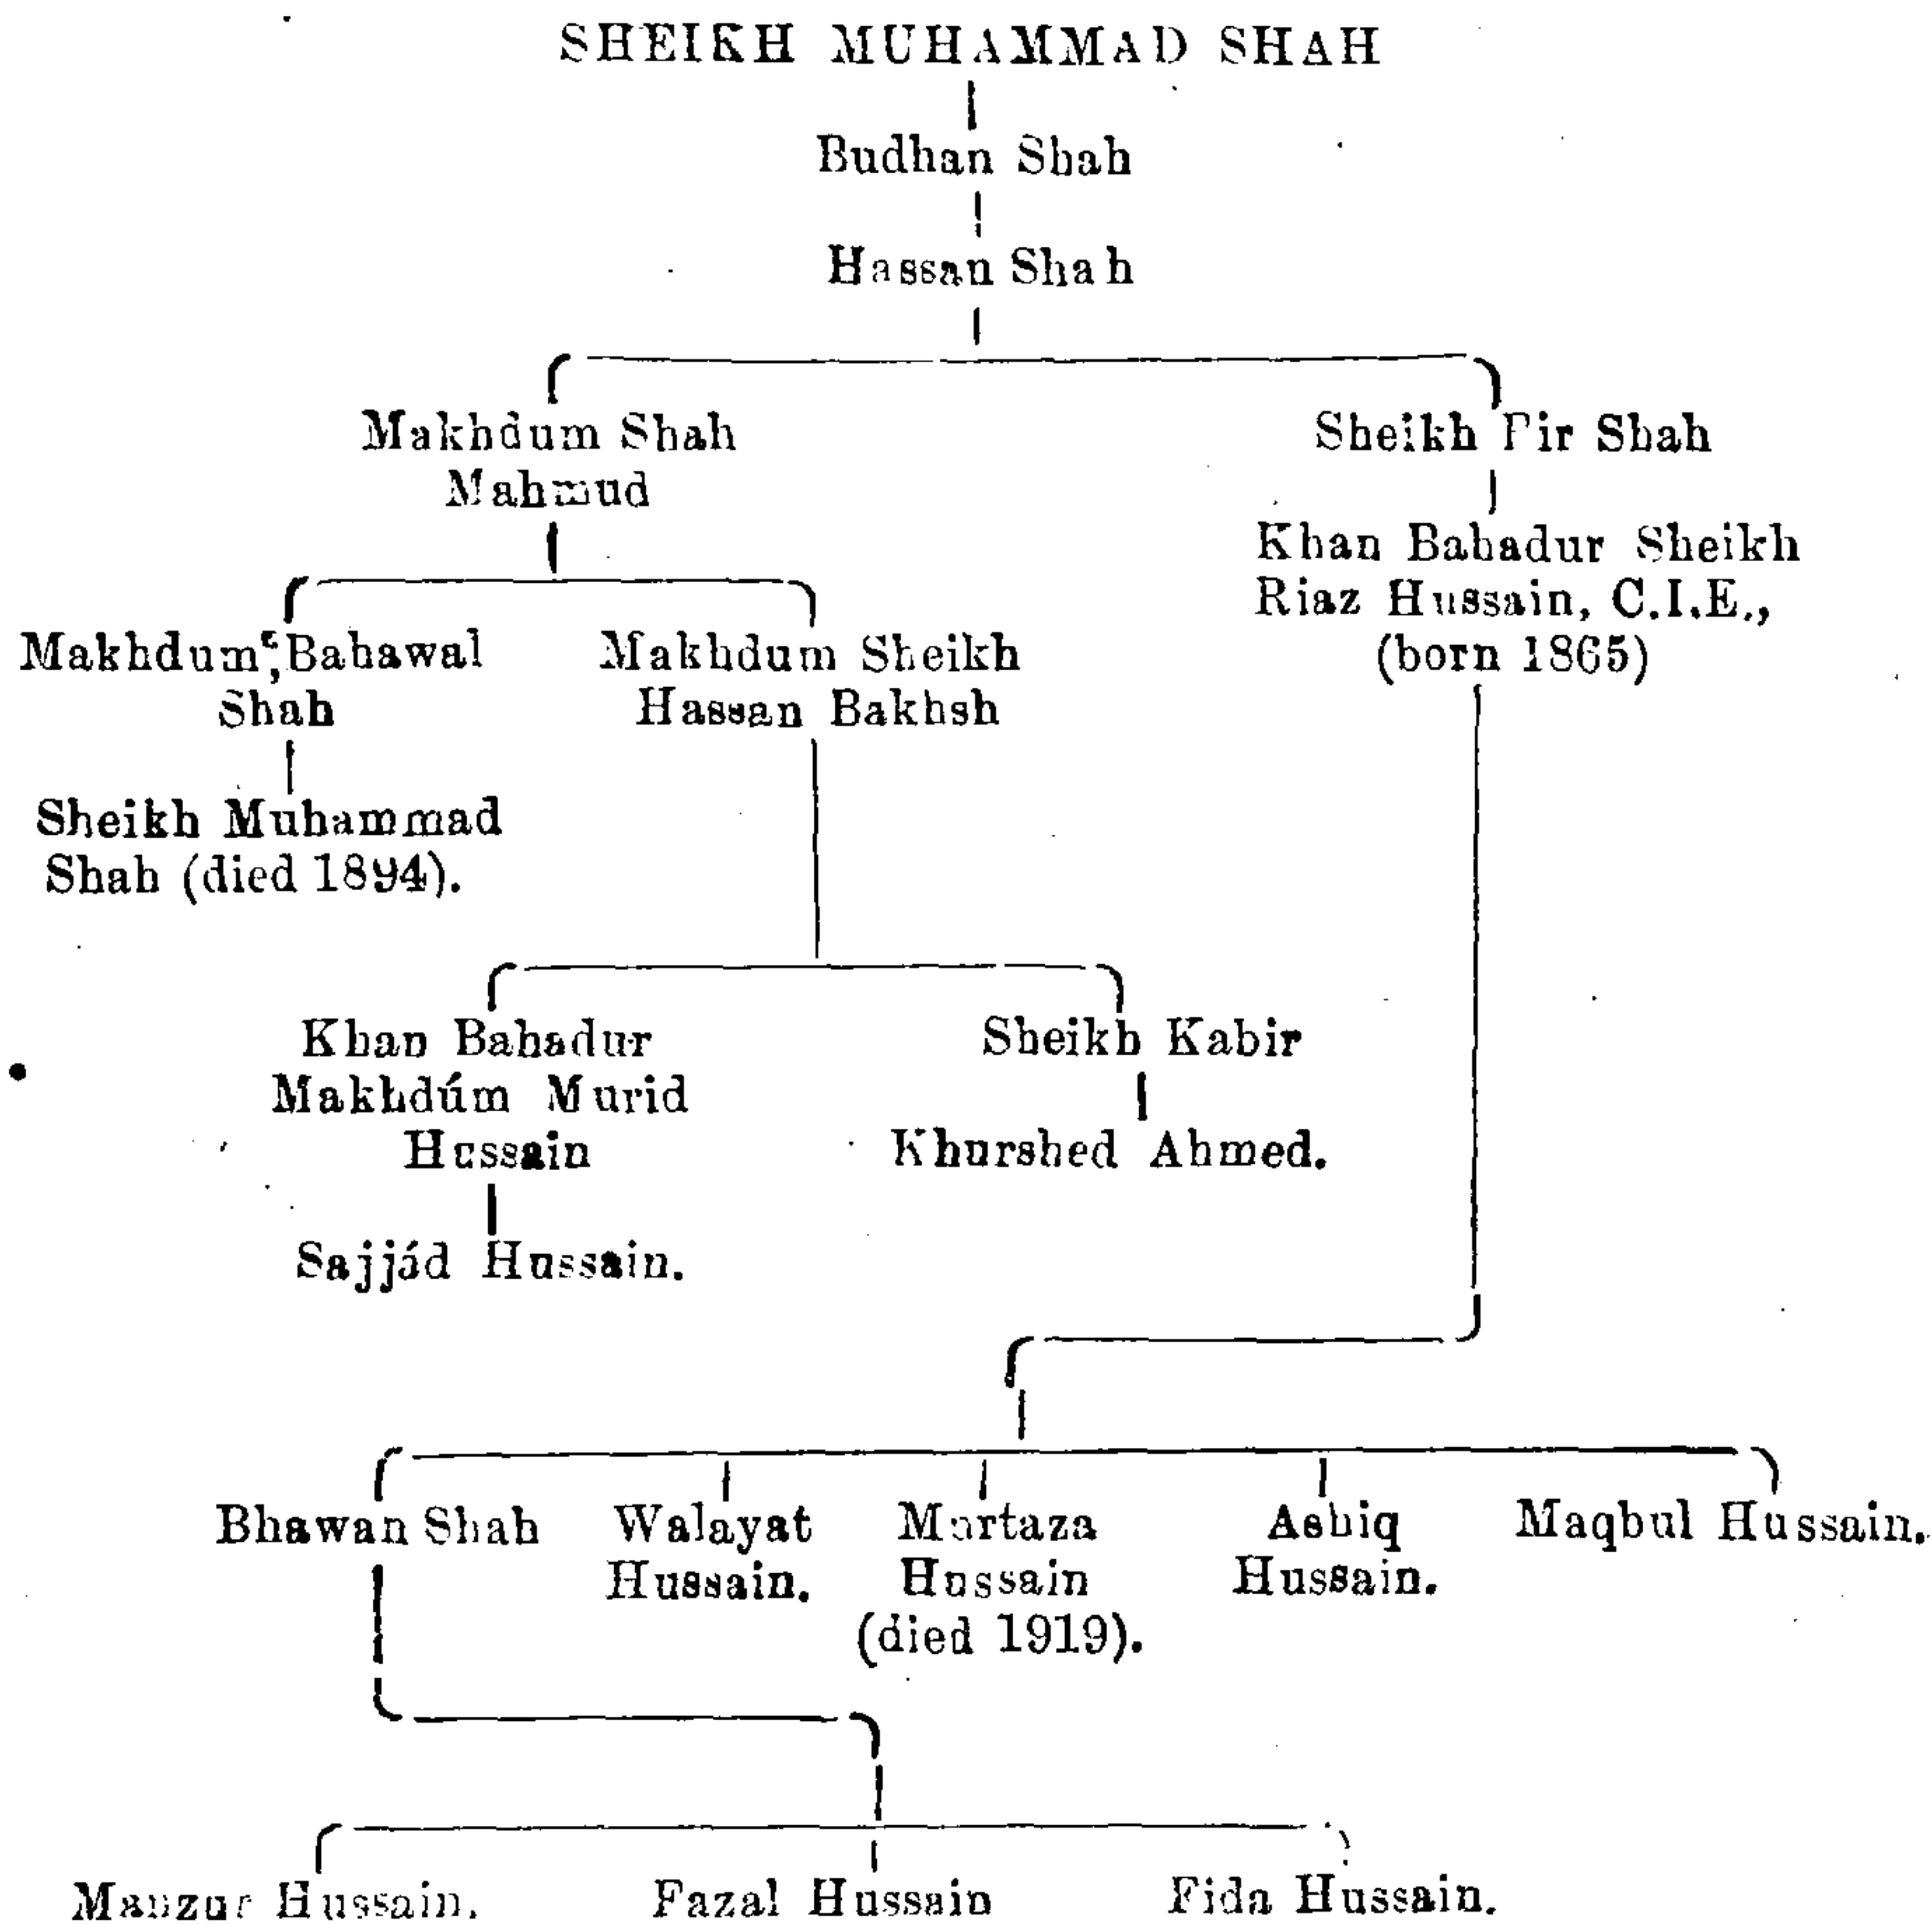 SHEIKH MUHAMMAD SHAH
Budhan Shah
Hassan Shah
Makhdum Shah
Mahmud
Sheikh Pir Shah
Khan Bahadur Sheikh
Riaz Hussain, C.I.E.,
(born 1865)
Makhdum Bahawal
Shah
Makhdum Sheikh
Hassan Bakhsh
Sheikh Muhammad
Shah (died 1894).
Khan Bahadur
Makhdúm Murid
Hussain
Sheikh Kabir
Khurshed Ahmed.
Sajjád Hussain.
Bhawan Shah
Walayat
Hussain.
Murtaza
Hussain
(died 1919).
Ashiq
Hussain.
Maqbul Hussain.
Manzur Hussain.
Fazal Hussain
Fida Hussain.